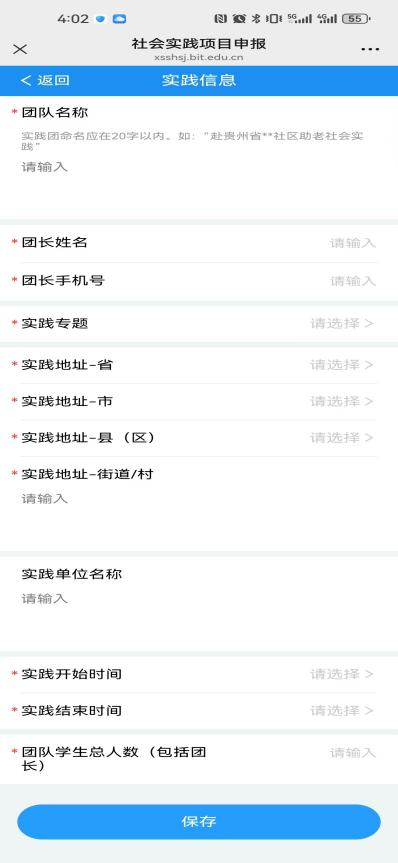 4:02
5G 4G 55
社会实践项目申报
xsshsj.bit.edu.cn
< 返回 实践信息
* 团队名称
实践团命名应在20字以内。如："赴贵州省**社区助老社会实
践"
请输入
* 团长姓名 请输入
* 团长手机号 请输入
* 实践专题 请选择 >
* 实践地址-省 请选择 >
* 实践地址-市 请选择 >
* 实践地址-县（区） 请选择 >
* 实践地址-街道/村
请输入
实践单位名称
请输入
* 实践开始时间 请选择 >
* 实践结束时间 请选择 >
* 团队学生总人数（包括团 请输入
长）
保存